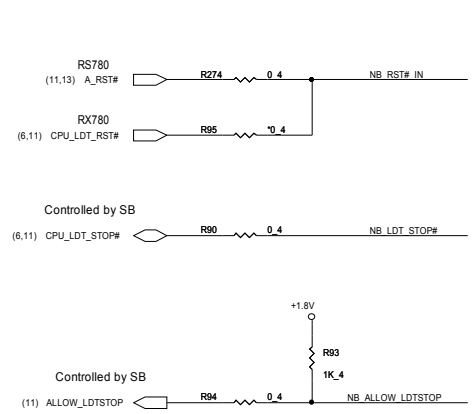 RS780
(11,13) A_RST# R274 0_4 NB_RST#_IN
RX780
(6,11) CPU_LDT_RST# R95 *0_4
Controlled by SB
(6,11) CPU_LDT_STOP# R90 0_4 NB_LDT_STOP#
+1.8V
R93
1K_4
Controlled by SB
(11) ALLOW_LDTSTOP R94 0_4 NB_ALLOW_LDTSTOP